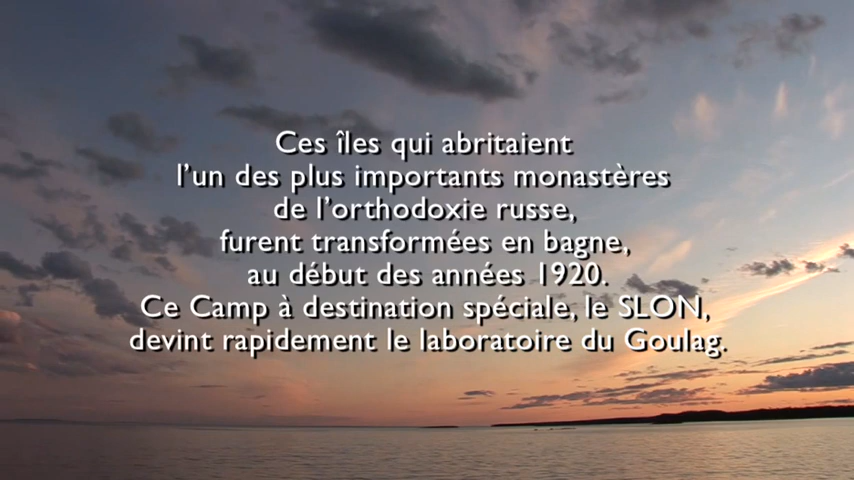 Ces îles qui abritaient
l’un des plus importants monastères
de l’orthodoxie russe,
furent transformées en bagne,
au début des années 1920.
Ce Camp à destination spéciale, le SLON,
devint rapidement le laboratoire du Goulag.